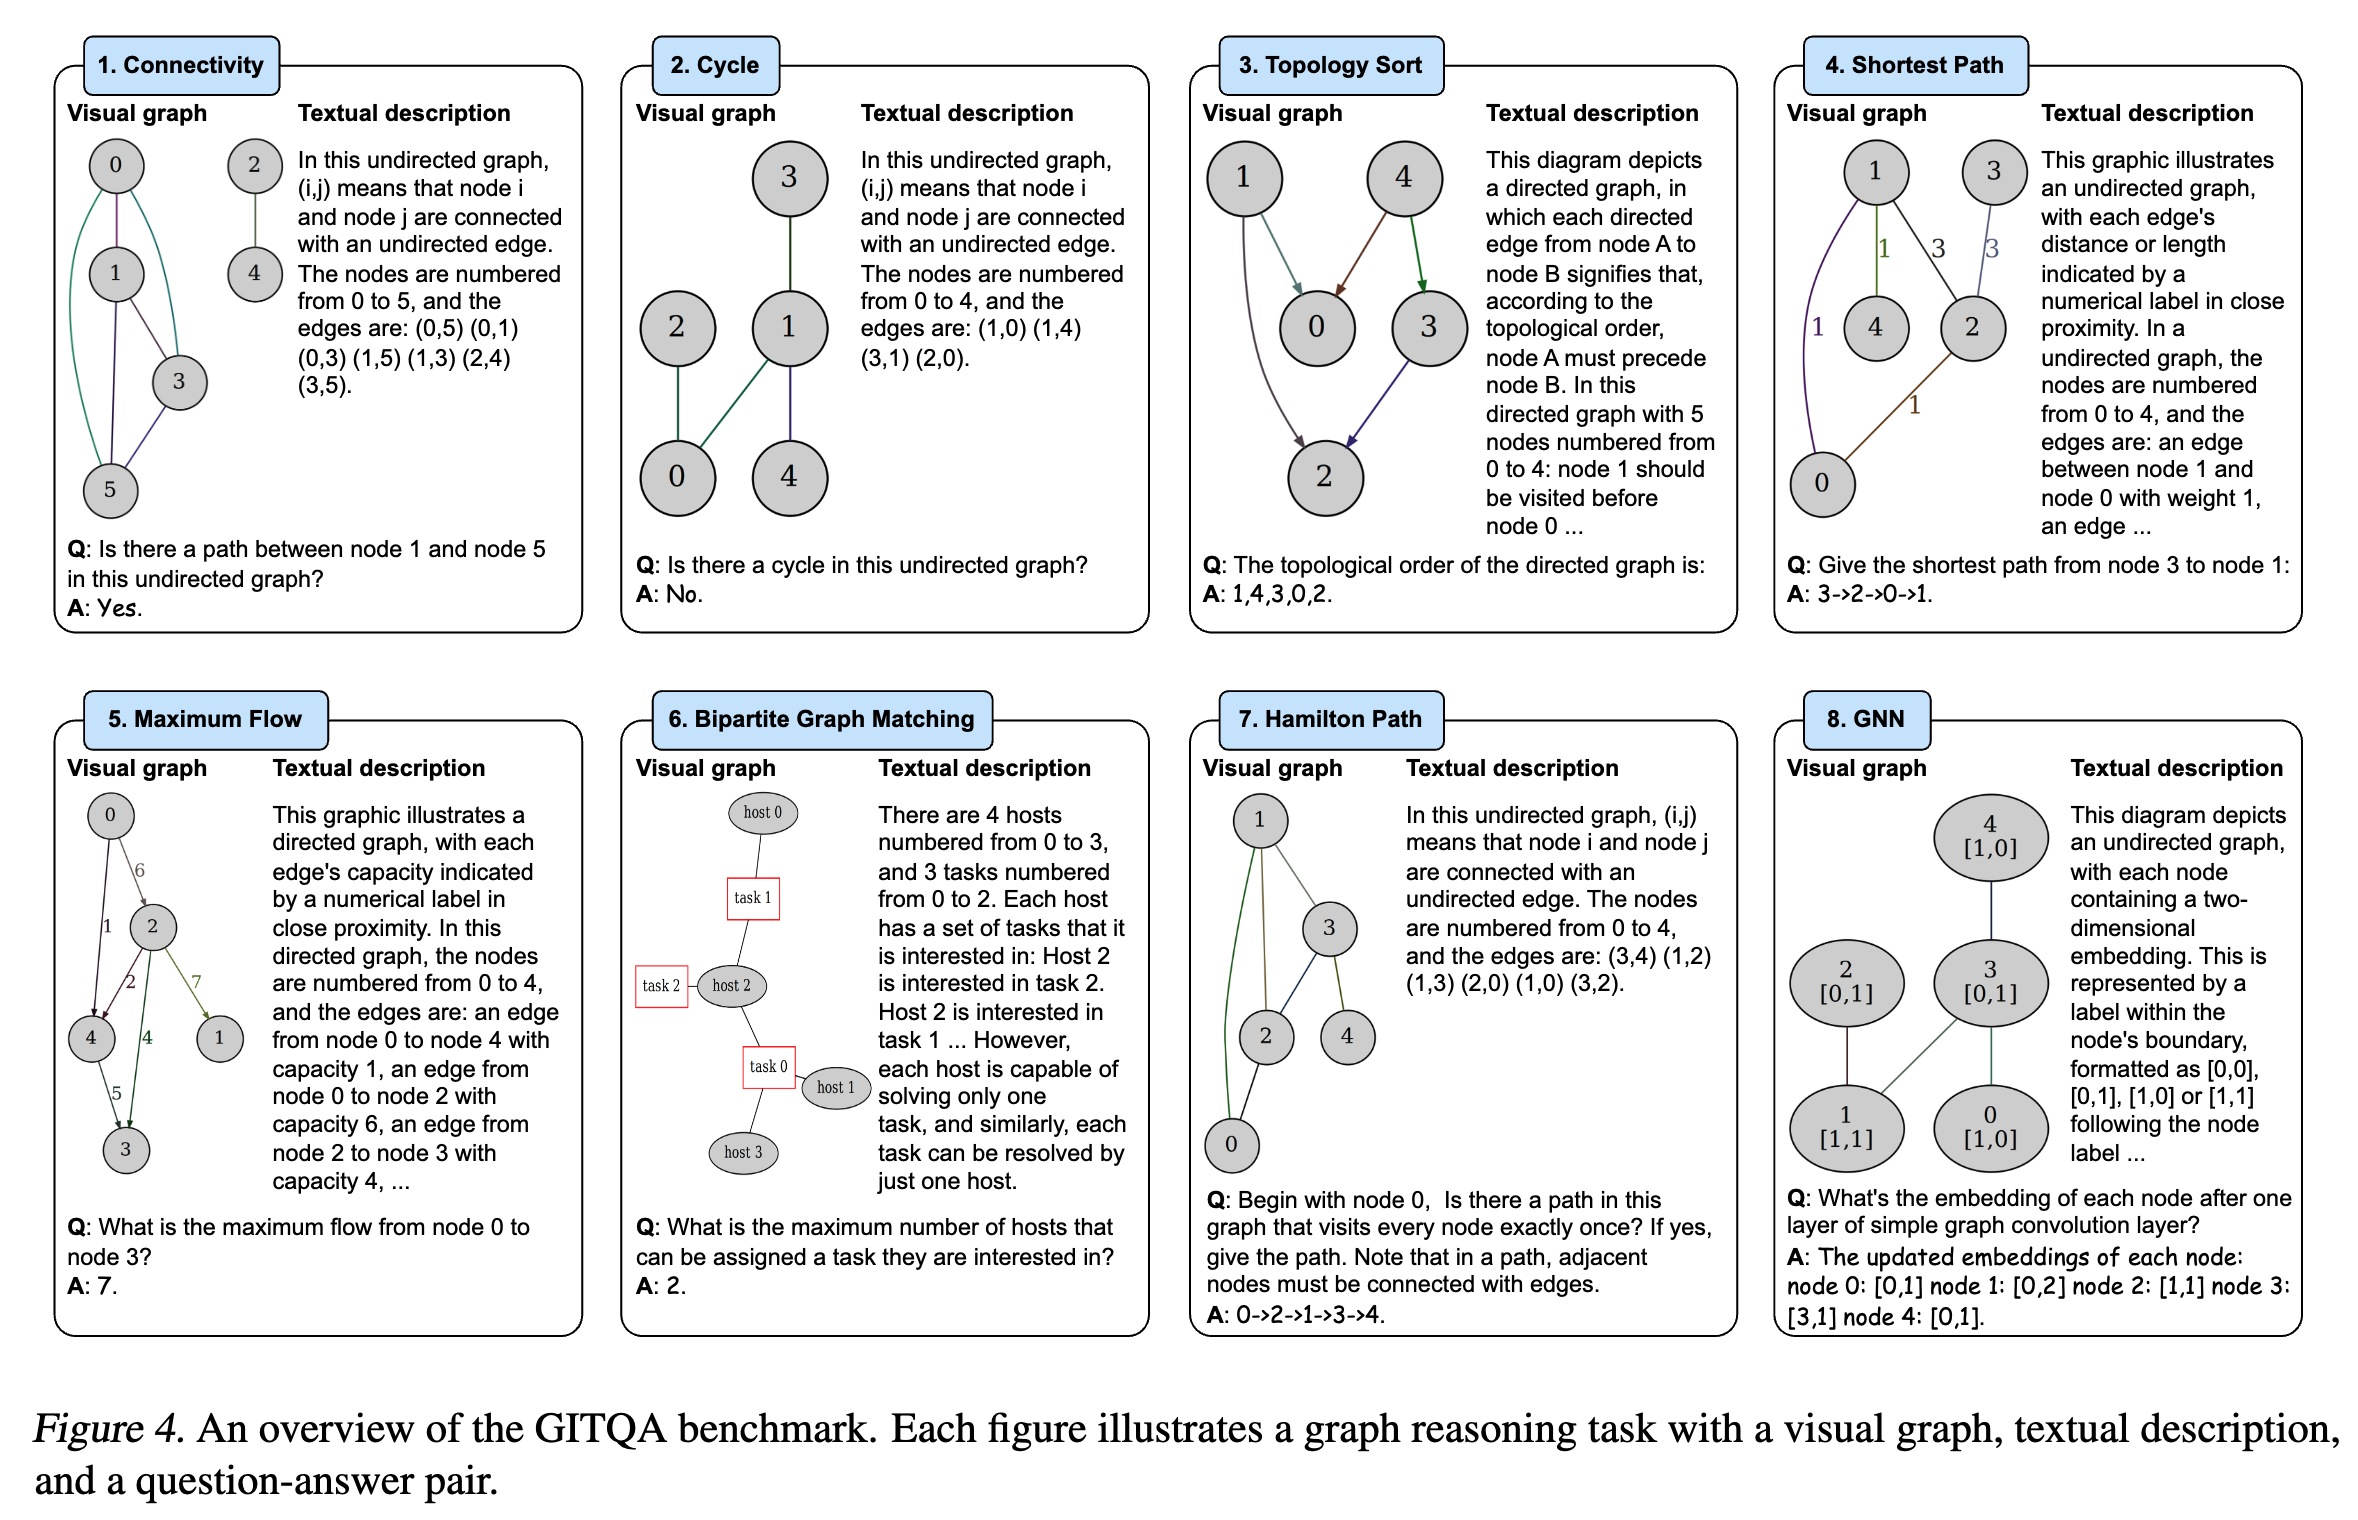 1. Connectivity
Visual graph
Textual description
0
2
1
4
3
5
In this undirected graph,
(i,j) means that node i
and node j are connected
with an undirected edge.
The nodes are numbered
from 0 to 5, and the
edges are: (0,5) (0,1)
(0,3) (1,5) (1,3) (2,4)
(3,5).
Q: Is there a path between node 1 and node 5
in this undirected graph?
A: Yes.
2. Cycle
Visual graph
Textual description
3
2
1
0
4
In this undirected graph,
(i,j) means that node i
and node j are connected
with an undirected edge.
The nodes are numbered
from 0 to 4, and the
edges are: (1,0) (1,4)
(3,1) (2,0).
Q: Is there a cycle in this undirected graph?
A: No.
3. Topology Sort
Visual graph
Textual description
1
4
0
3
2
This diagram depicts
a directed graph, in
which each directed
edge from node A to
node B signifies that,
according to the
topological order,
node A must precede
node B. In this
directed graph with 5
nodes numbered from
0 to 4: node 1 should
be visited before
node 0 ...
Q: The topological order of the directed graph is:
A: 1,4,3,0,2.
4. Shortest Path
Visual graph
Textual description
1
3
1
3
3
1
4
2
1
0
This graphic illustrates
an undirected graph,
with each edge's
distance or length
indicated by a
numerical label in close
proximity. In a
undirected graph, the
nodes are numbered
from 0 to 4, and the
edges are: an edge
between node 1 and
node 0 with weight 1,
an edge ...
Q: Give the shortest path from node 3 to node 1:
A: 3->2->0->1.
5. Maximum Flow
Visual graph
Textual description
0
6
1
2
2
7
4
4
1
5
3
This graphic illustrates a
directed graph, with each
edge's capacity indicated
by a numerical label in
close proximity. In this
directed graph, the nodes
are numbered from 0 to 4,
and the edges are: an edge
from node 0 to node 4 with
capacity 1, an edge from
node 0 to node 2 with
capacity 6, an edge from
node 2 to node 3 with
capacity 4, ...
Q: What is the maximum flow from node 0 to
node 3?
A: 7.
6. Bipartite Graph Matching
Visual graph
Textual description
host 0
task 1
task 2
host 2
task 0
host 1
host 3
There are 4 hosts
numbered from 0 to 3,
and 3 tasks numbered
from 0 to 2. Each host
has a set of tasks that it
is interested in: Host 2
is interested in task 2.
Host 2 is interested in
task 1 ... However,
each host is capable of
solving only one
task, and similarly, each
task can be resolved by
just one host.
Q: What is the maximum number of hosts that
can be assigned a task they are interested in?
A: 2.
7. Hamilton Path
Visual graph
Textual description
1
3
2
4
0
In this undirected graph, (i,j)
means that node i and node j
are connected with an
undirected edge. The nodes
are numbered from 0 to 4,
and the edges are: (3,4) (1,2)
(1,3) (2,0) (1,0) (3,2).
Q: Begin with node 0, Is there a path in this
graph that visits every node exactly once? If yes,
give the path. Note that in a path, adjacent
nodes must be connected with edges.
A: 0->2->1->3->4.
8. GNN
Visual graph
Textual description
4
[1,0]
2
[0,1]
3
[0,1]
1
[1,1]
0
[1,0]
This diagram depicts
an undirected graph,
with each node
containing a two-
dimensional
embedding. This is
represented by a
label within the
node's boundary,
formatted as [0,0],
[0,1], [1,0] or [1,1]
following the node
label ...
Q: What's the embedding of each node after one
layer of simple graph convolution layer?
A: The updated embeddings of each node:
node 0: [0,1] node 1: [0,2] node 2: [1,1] node 3:
[3,1] node 4: [0,1].
Figure 4. An overview of the GITQA benchmark. Each figure illustrates a graph reasoning task with a visual graph, textual description,
and a question-answer pair.